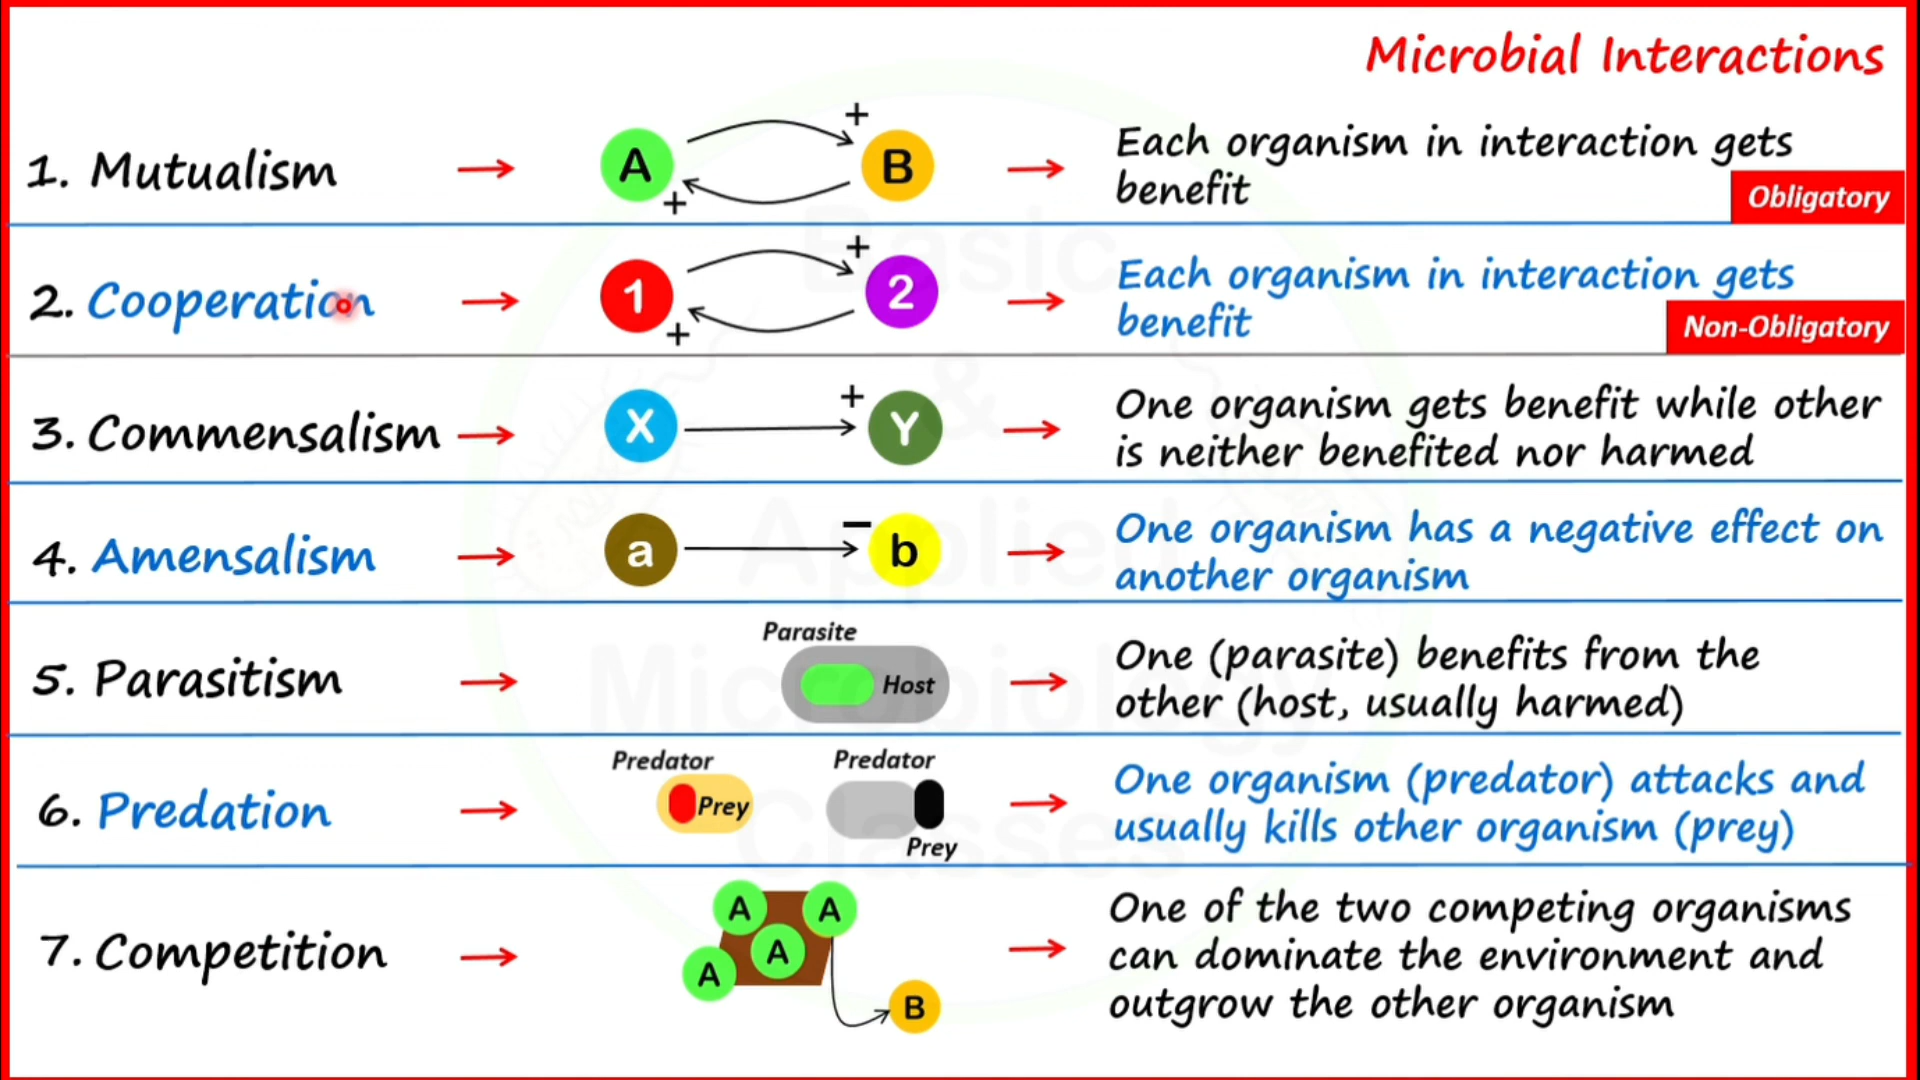 Microbial Interactions
1. Mutualism
A
+
B
+
Each organism in interaction gets
benefit
Obligatory
2. Cooperation
1
+
2
+
Each organism in interaction gets
benefit
Non-Obligatory
3. Commensalism
X
+
Y
One organism gets benefit while other
is neither benefited nor harmed
4. Amensalism
a
−
b
One organism has a negative effect on
another organism
5. Parasitism
Parasite
Host
One (parasite) benefits from the
other (host, usually harmed)
6. Predation
Predator
Prey
Predator
Prey
One organism (predator) attacks and
usually kills other organism (prey)
7. Competition
A
A
A
A
B
One of the two competing organisms
can dominate the environment and
outgrow the other organism
Basic
&
Applied
Microbiology
Classes